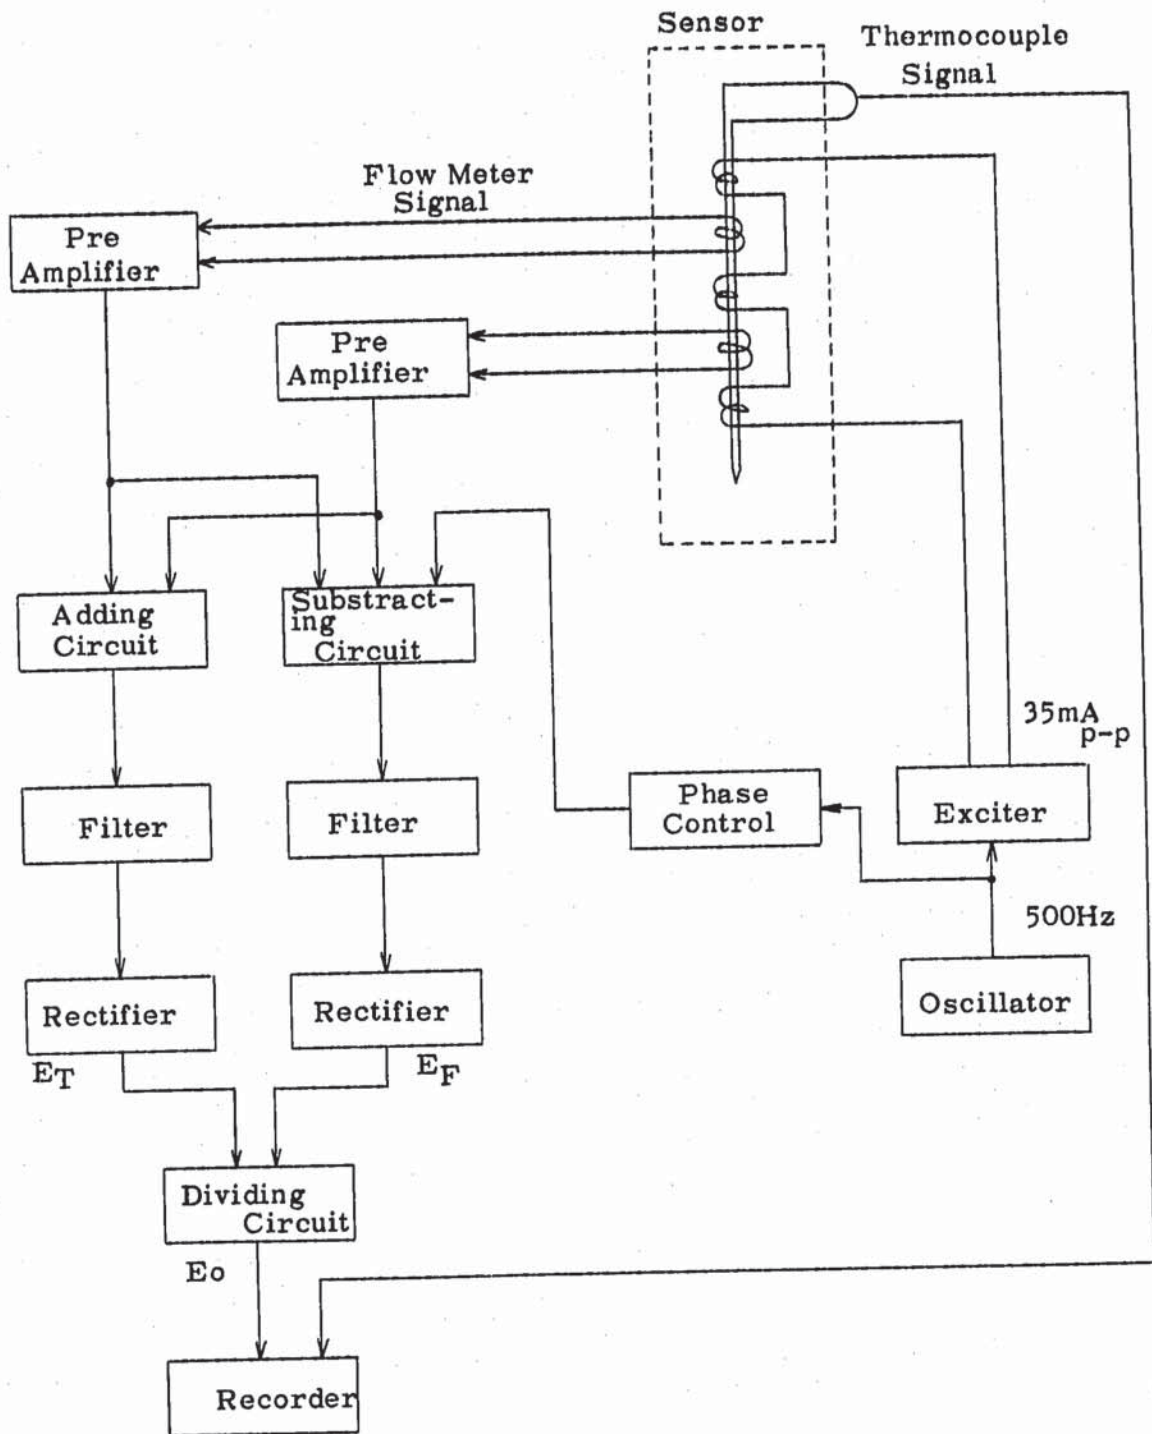 Sensor
Thermocouple
Signal
Flow Meter
Signal
Pre
Amplifier
Pre
Amplifier
Adding
Circuit
Substract-
ing
Circuit
35mA
p-p
Phase
Control
Exciter
Filter
Filter
500Hz
Rectifier
Rectifier
Oscillator
ET
EF
Dividing
Circuit
Eo
Recorder